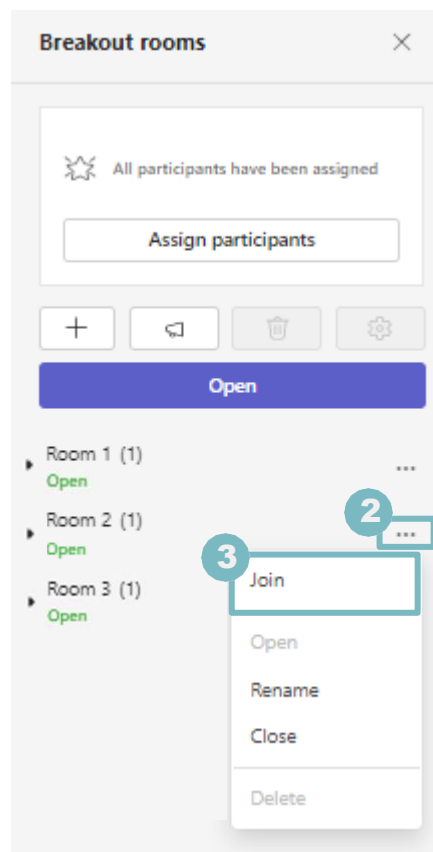 Breakout rooms
All participants have been assigned
Assign participants
Open
Room 1 (1)
Open
Room 2 (1)
2
Open
3
Join
Room 3 (1)
Open
Open
Rename
Close
Delete